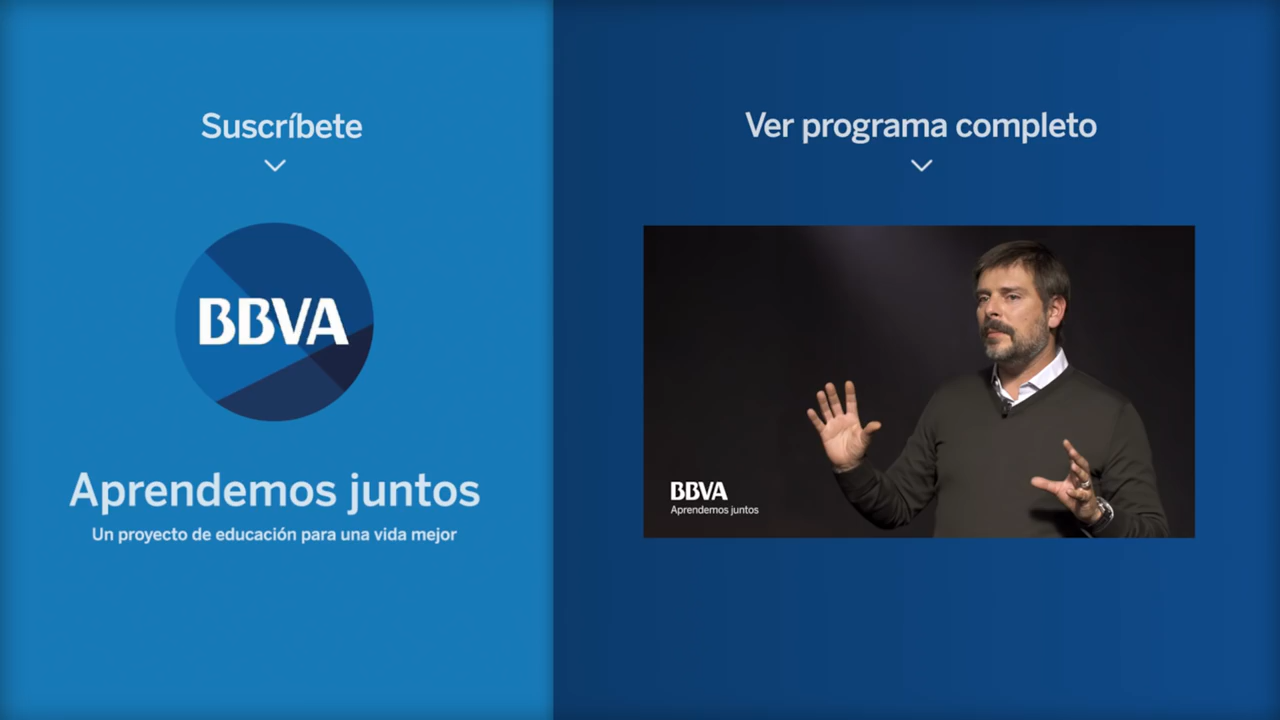 Suscríbete
BBVA
Aprendemos juntos
Un proyecto de educación para una vida mejor
Ver programa completo
BBVA
Aprendemos juntos